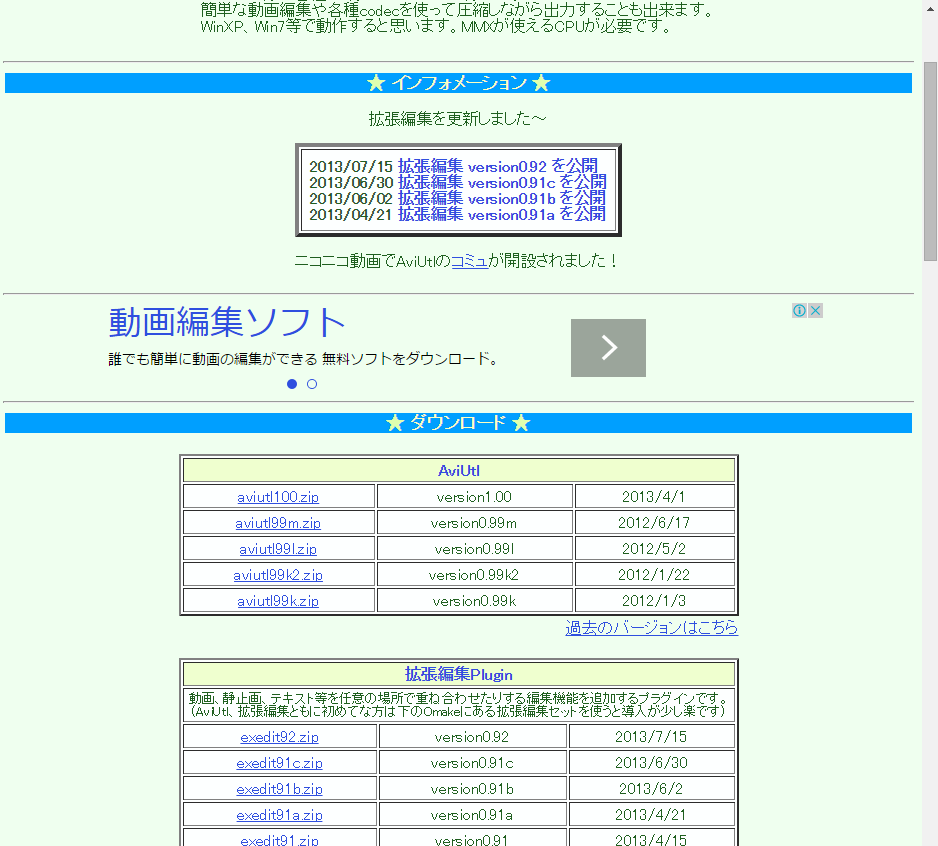 簡単な動画編集や各種codecを使って圧縮しながら出力することも出来ます。
WinXP、Win7等で動作すると思います。MMXが使えるCPUが必要です。
★ インフォメーション ★
拡張編集を更新しました～
2013/07/15 拡張編集 version0.92 を公開
2013/06/30 拡張編集 version0.91c を公開
2013/06/02 拡張編集 version0.91b を公開
2013/04/21 拡張編集 version0.91a を公開
ニコニコ動画でAviUtlのコミュが開設されました！
動画編集ソフト
誰でも簡単に動画の編集ができる 無料ソフトをダウンロード。
★ ダウンロード ★
AviUtl
aviutl100.zip version1.00 2013/4/1
aviutl99m.zip version0.99m 2012/6/17
aviutl99l.zip version0.99l 2012/5/2
aviutl99k2.zip version0.99k2 2012/1/22
aviutl99k.zip version0.99k 2012/1/3
過去のバージョンはこちら
拡張編集Plugin
動画、静止画、テキスト等を任意の場所で重ね合わせたりする編集機能を追加するプラグインです。
（AviUtl、拡張編集ともに初めてな方は下のOmakeにある拡張編集セットを使うと導入が少し楽です）
exedit92.zip version0.92 2013/7/15
exedit91c.zip version0.91c 2013/6/30
exedit91b.zip version0.91b 2013/6/2
exedit91a.zip version0.91a 2013/4/21
exedit91.zip version0.91 2013/4/15